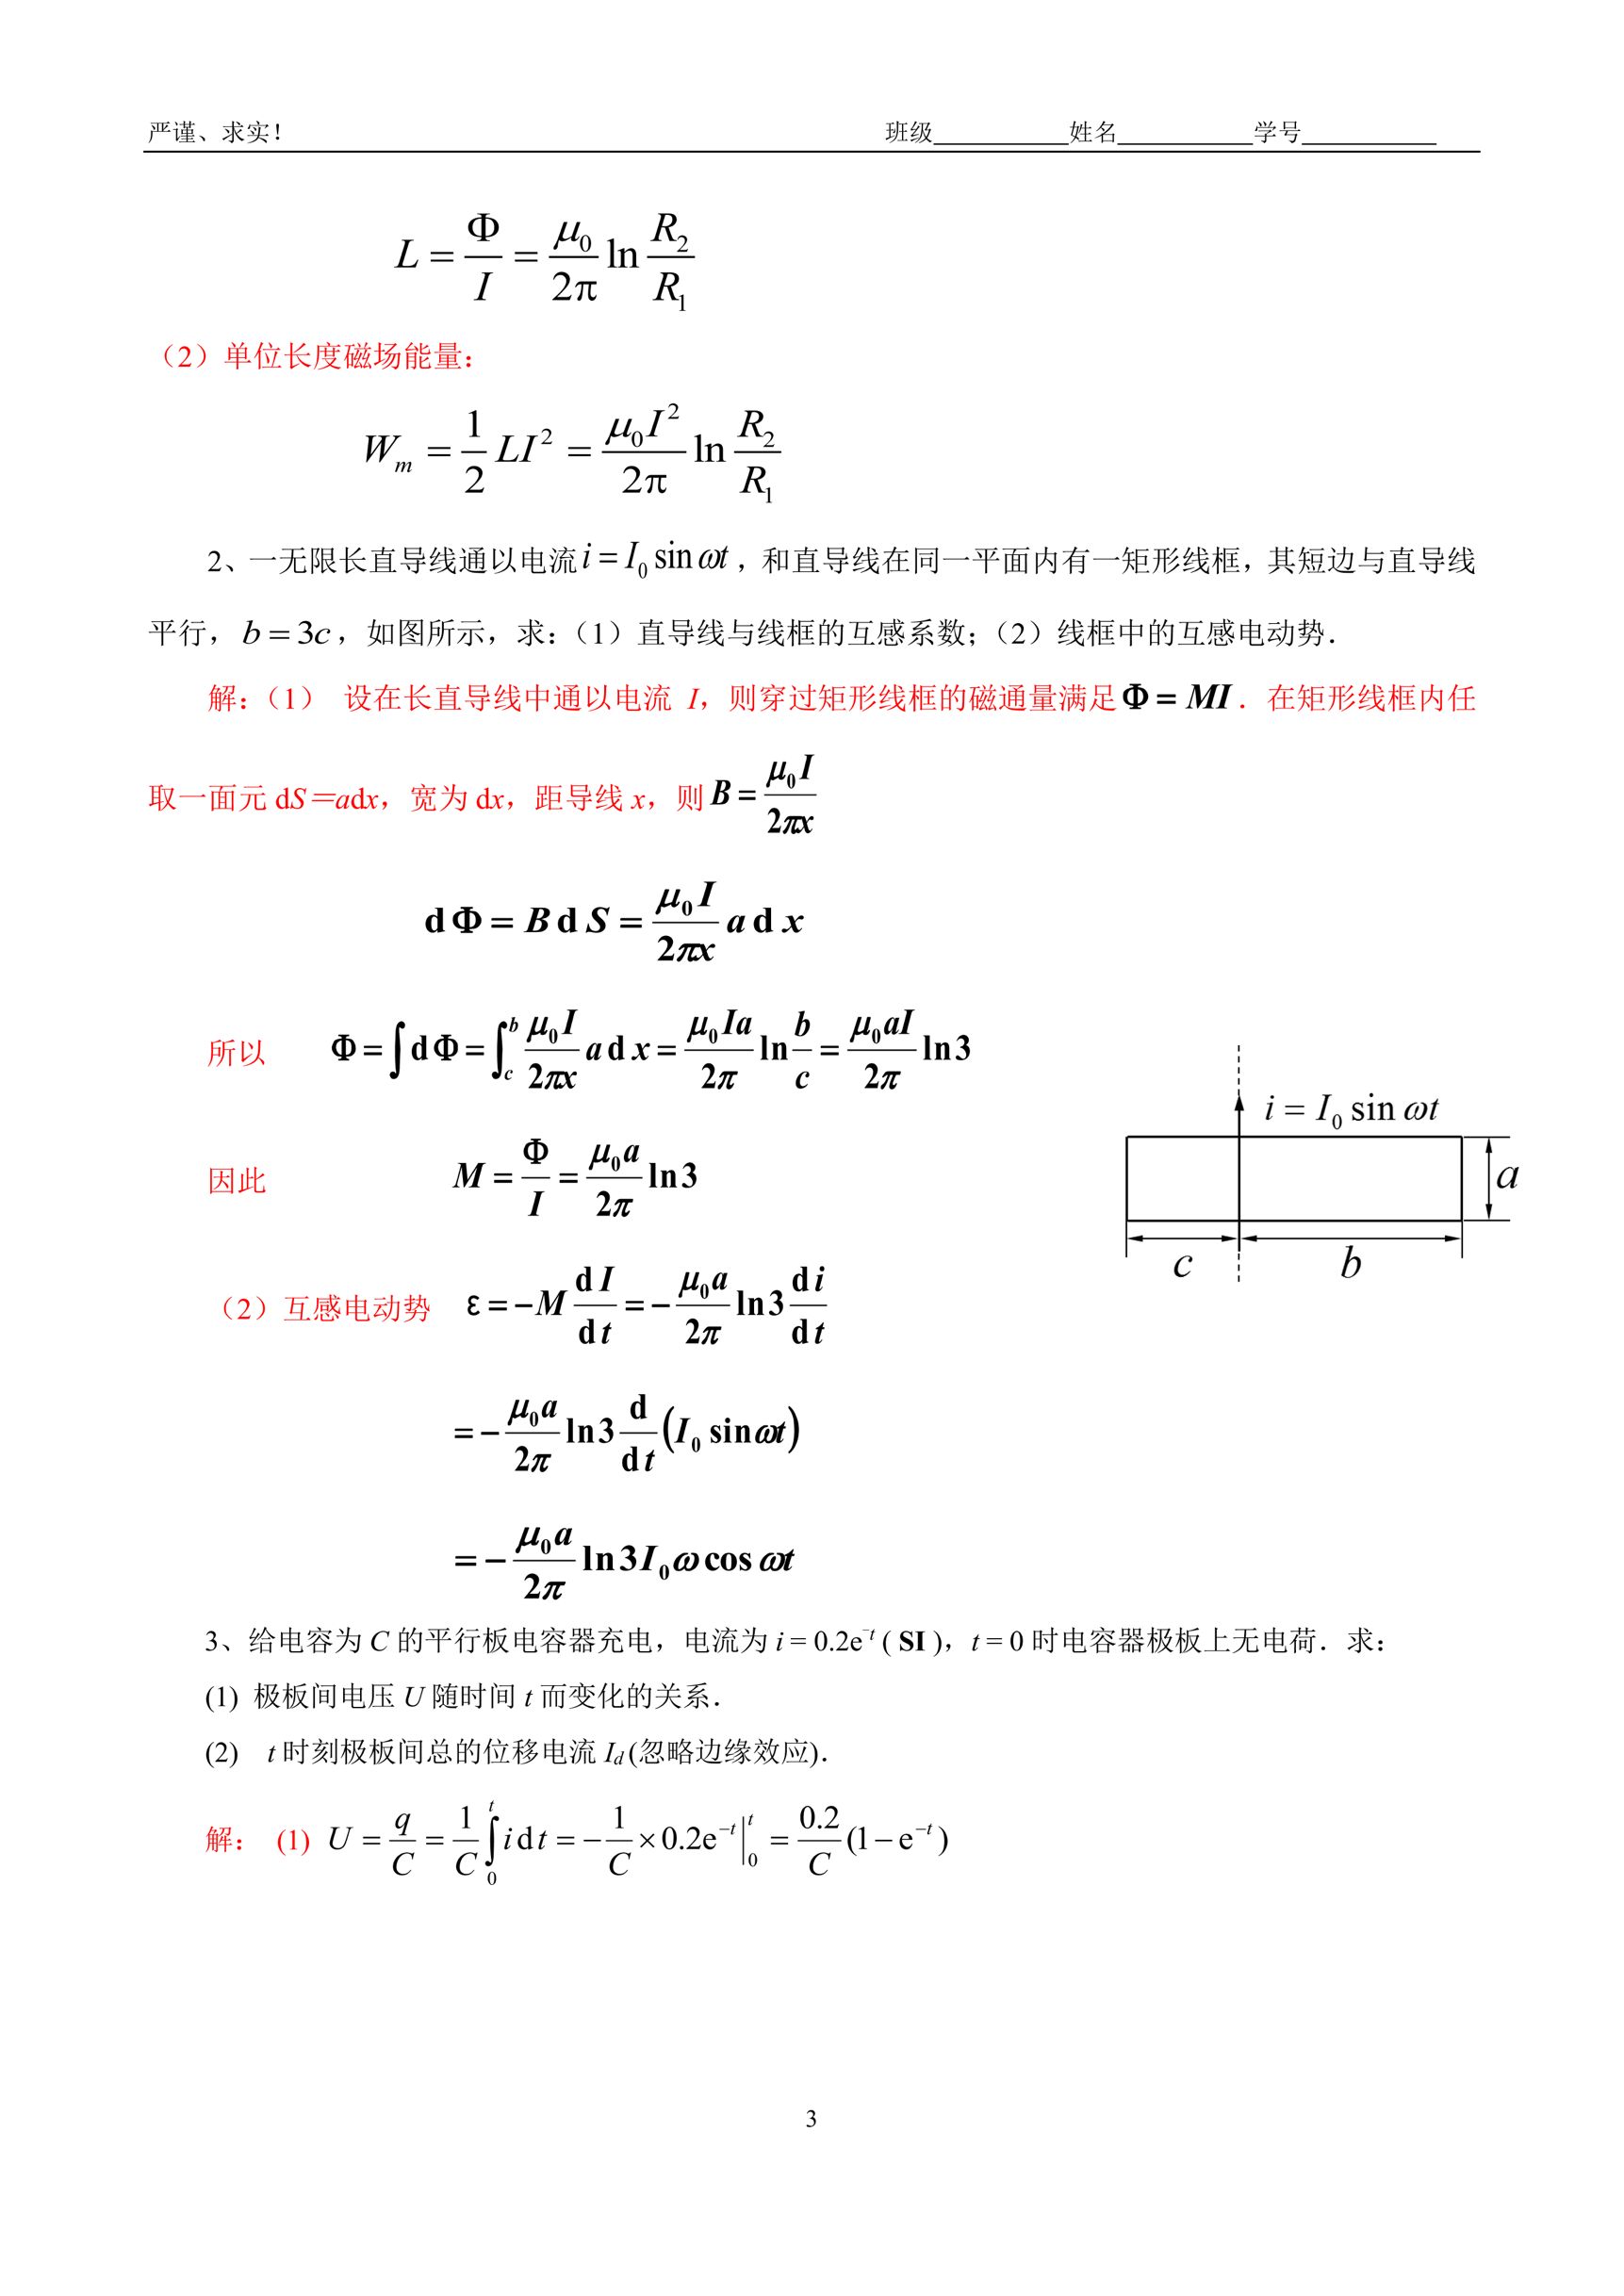 严谨、求实！ 班级__________姓名__________学号__________
L = Φ/I = μ₀/2π ln R₂/R₁
（2）单位长度磁场能量：
Wₘ = 1/2 LI² = μ₀I²/2π ln R₂/R₁
2、一无限长直导线通以电流i = I₀ sin ωt，和直导线在同一平面内有一矩形线框，其短边与直导线
平行，b = 3c，如图所示，求：（1）直导线与线框的互感系数；（2）线框中的互感电动势．
解：（1） 设在长直导线中通以电流 I，则穿过矩形线框的磁通量满足Φ = MI．在矩形线框内任
取一面元 dS＝adx，宽为 dx，距导线 x，则 B = μ₀I/2πx
dΦ = BdS = μ₀I/2πx adx
所以 Φ = ∫dΦ = ∫_c^b μ₀I/2πx adx = μ₀Ia/2π ln b/c = μ₀aI/2π ln3
因此 M = Φ/I = μ₀a/2π ln3
（2）互感电动势 ε = −M dI/dt = − μ₀a/2π ln3 di/dt
= − μ₀a/2π ln3 d/dt (I₀ sinωt)
= − μ₀a/2π ln3I₀ω cos ωt
i = I₀ sin ωt
a
c b
3、给电容为 C 的平行板电容器充电，电流为 i = 0.2e⁻ᵗ ( SI )，t = 0 时电容器极板上无电荷．求：
(1) 极板间电压 U 随时间 t 而变化的关系．
(2) t 时刻极板间总的位移电流 I_d (忽略边缘效应)．
解： (1) U = q/C = 1/C ∫₀ᵗ idt = − 1/C × 0.2e⁻ᵗ|₀ᵗ = 0.2/C (1 − e⁻ᵗ)
3